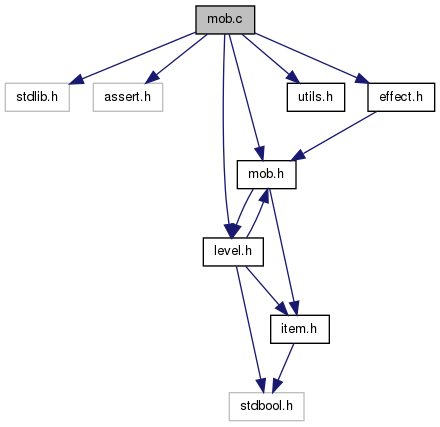 mob.c
stdlib.h
assert.h
utils.h
effect.h
mob.h
level.h
item.h
stdbool.h